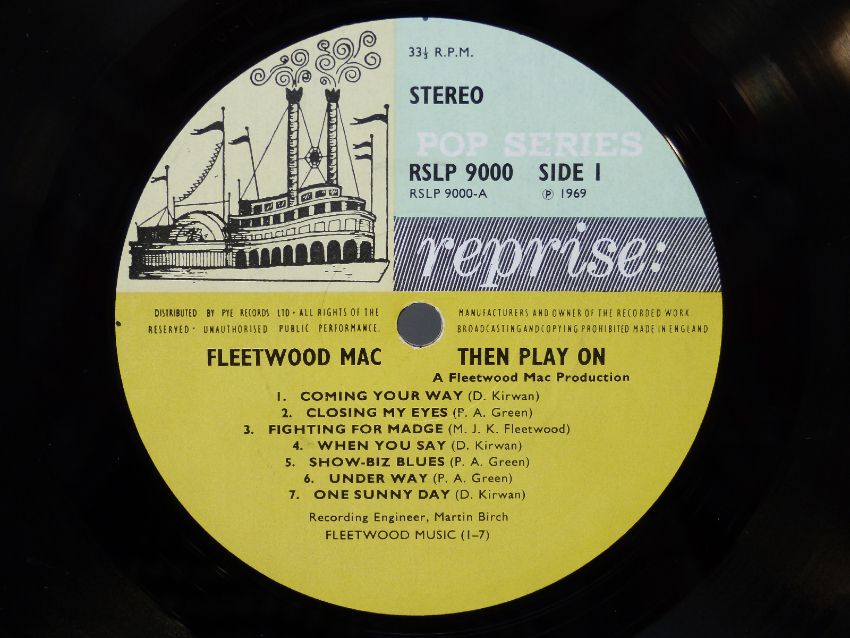 33⅓ R.P.M.
STEREO
POP SERIES
RSLP 9000 SIDE 1
RSLP 9000-A Ⓟ 1969
reprise:
DISTRIBUTED BY PYE RECORDS LTD · ALL RIGHTS OF THE MANUFACTURERS AND OWNER OF THE RECORDED WORK
RESERVED · UNAUTHORISED PUBLIC PERFORMANCE, BROADCASTING AND COPYING PROHIBITED MADE IN ENGLAND
FLEETWOOD MAC THEN PLAY ON
A Fleetwood Mac Production
1. COMING YOUR WAY (D. Kirwan)
2. CLOSING MY EYES (P. A. Green)
3. FIGHTING FOR MADGE (M. J. K. Fleetwood)
4. WHEN YOU SAY (D. Kirwan)
5. SHOW-BIZ BLUES (P. A. Green)
6. UNDER WAY (P. A. Green)
7. ONE SUNNY DAY (D. Kirwan)
Recording Engineer, Martin Birch
FLEETWOOD MUSIC (1-7)